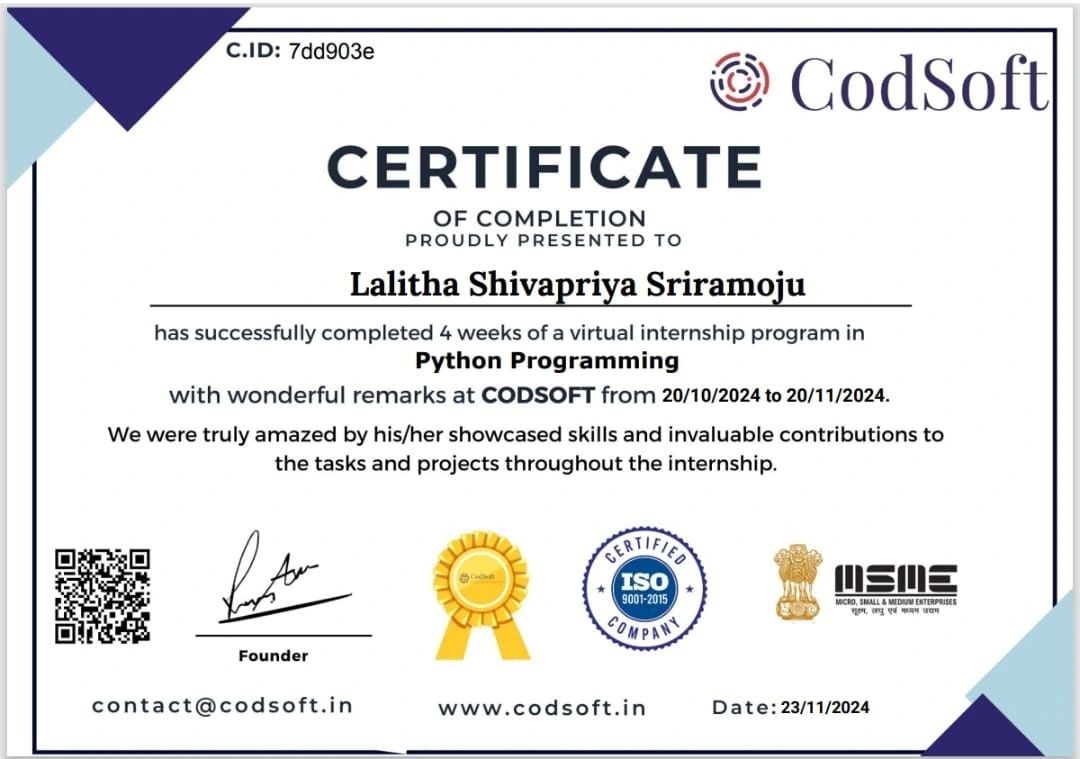 C.ID: 7dd903e
CodSoft
CERTIFICATE
OF COMPLETION
PROUDLY PRESENTED TO
Lalitha Shivapriya Sriramoju
has successfully completed 4 weeks of a virtual internship program in
Python Programming
with wonderful remarks at CODSOFT from 20/10/2024 to 20/11/2024.
We were truly amazed by his/her showcased skills and invaluable contributions to
the tasks and projects throughout the internship.
Founder
CodSoft
CERTIFIED
ISO
9001-2015
COMPANY
MSME
MICRO, SMALL & MEDIUM ENTERPRISES
सूक्ष्म, लघु एवं मध्यम उद्यम
contact@codsoft.in
www.codsoft.in
Date: 23/11/2024